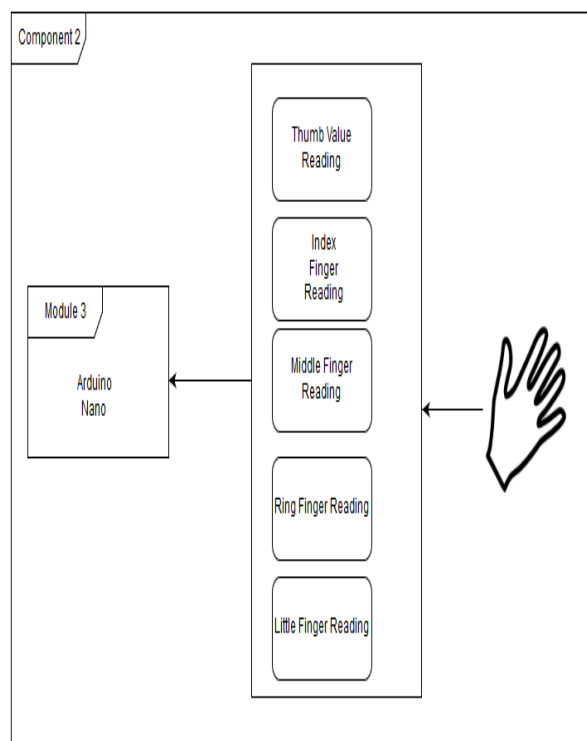 Component 2
Thumb Value
Reading
Index
Finger
Reading
Module 3
Arduino
Nano
Middle Finger
Reading
Ring Finger Reading
Little Finger Reading